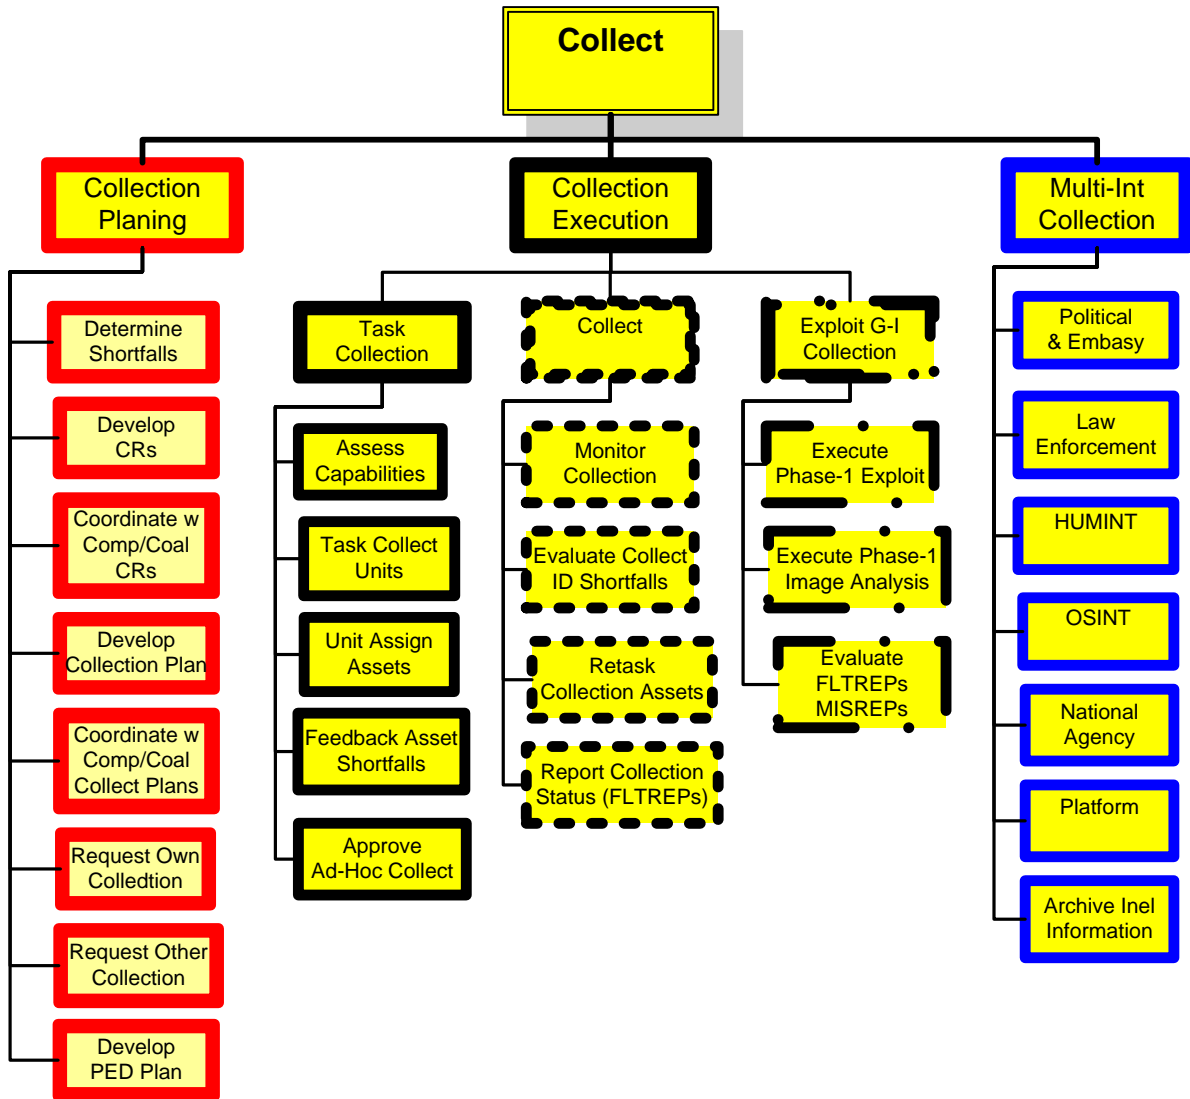 Collect
Collection
Planing
Determine
Shortfalls
Develop
CRs
Coordinate w
Comp/Coal
CRs
Develop
Collection Plan
Coordinate w
Comp/Coal
Collect Plans
Request Own
Colledtion
Request Other
Collection
Develop
PED Plan
Collection
Execution
Task
Collection
Assess
Capabilities
Task Collect
Units
Unit Assign
Assets
Feedback Asset
Shortfalls
Approve
Ad-Hoc Collect
Collect
Monitor
Collection
Evaluate Collect
ID Shortfalls
Retask
Collection Assets
Report Collection
Status (FLTREPs)
Exploit G-I
Collection
Execute
Phase-1 Exploit
Execute Phase-1
Image Analysis
Evaluate
FLTREPs
MISREPs
Multi-Int
Collection
Political
& Embasy
Law
Enforcement
HUMINT
OSINT
National
Agency
Platform
Archive Inel
Information